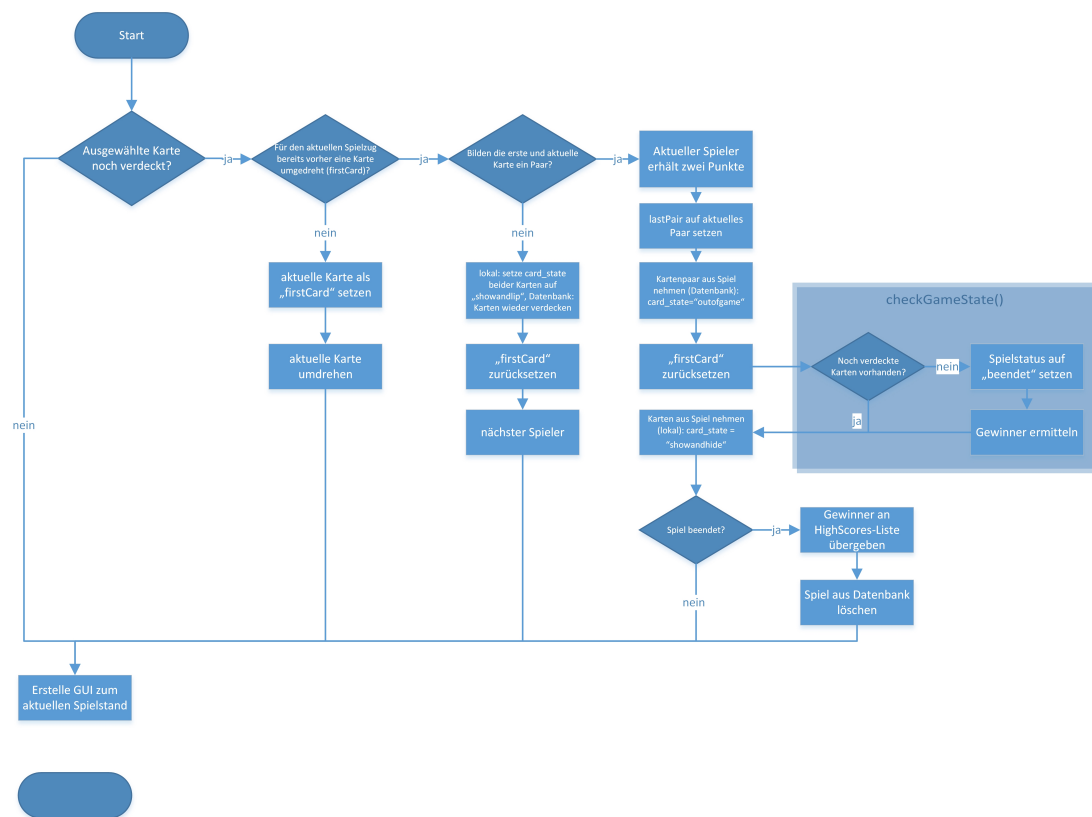 Start
Ausgewählte Karte
noch verdeckt?
ja
nein
Für den aktuellen Spielzug
bereits vorher eine Karte
umgedreht (firstCard)?
ja
nein
aktuelle Karte als
„firstCard“ setzen
aktuelle Karte
umdrehen
Bilden die erste und aktuelle
Karte ein Paar?
ja
nein
lokal: setze card_state
beider Karten auf
„showandlip“, Datenbank:
Karten wieder verdecken
„firstCard“
zurücksetzen
nächster Spieler
Aktueller Spieler
erhält zwei Punkte
lastPair auf aktuelles
Paar setzen
Kartenpaar aus Spiel
nehmen (Datenbank):
card_state=“outofgame“
„firstCard“
zurücksetzen
checkGameState()
Noch verdeckte
Karten vorhanden?
nein
ja
Spielstatus auf
„beendet“ setzen
Gewinner ermitteln
Karten aus Spiel nehmen
(lokal): card_state =
“showandhide“
Spiel beendet?
ja
nein
Gewinner an
HighScores-Liste
übergeben
Spiel aus Datenbank
löschen
Erstelle GUI zum
aktuellen Spielstand